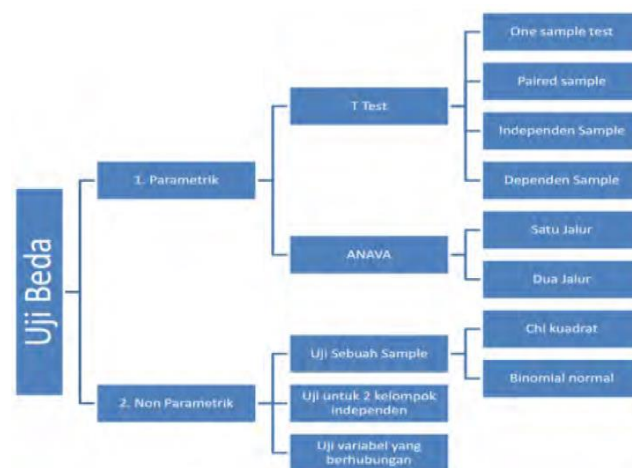 Uji Beda
1. Parametrik
T Test
One sample test
Paired sample
Independen Sample
Dependen Sample
ANAVA
Satu Jalur
Dua Jalur
2. Non Parametrik
Uji Sebuah Sample
Chi kuadrat
Binomial normal
Uji untuk 2 kelompok
independen
Uji variabel yang
berhubungan